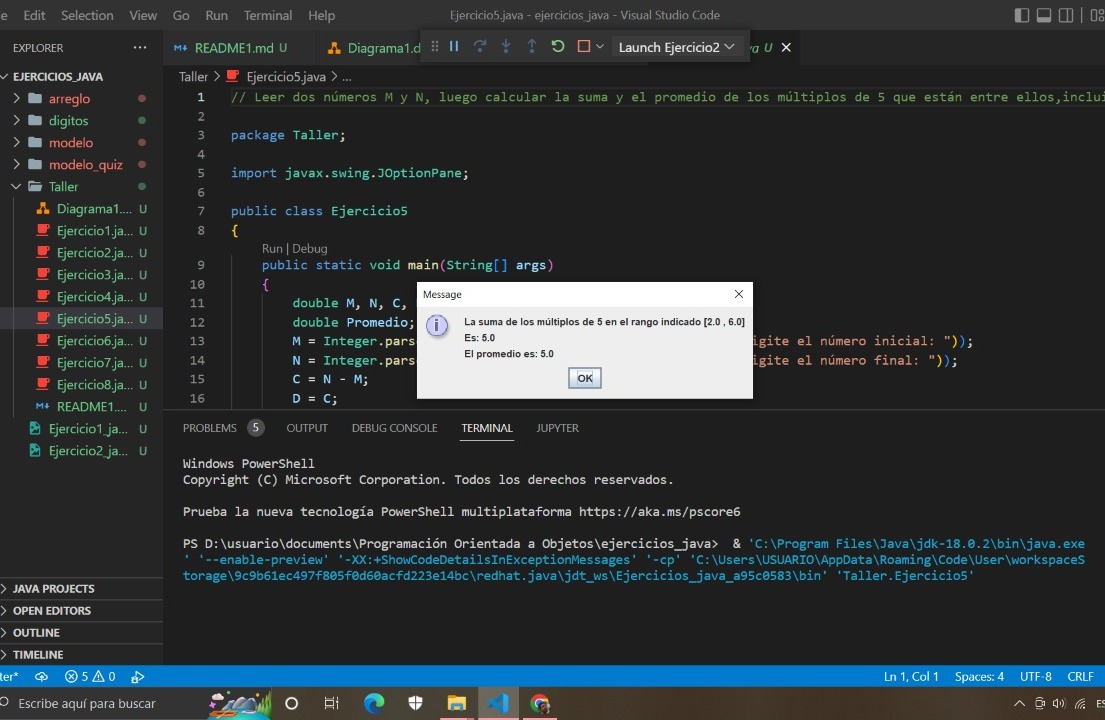 Edit Selection View Go Run Terminal Help Ejercicio5.java - ejercicios_java - Visual Studio Code
EXPLORER ... README1.md U Diagrama1.d Launch Ejercicio2 U
EJERCICIOS_JAVA
arreglo
digitos
modelo
modelo_quiz
Taller
Diagrama1.... U
Ejercicio1.ja... U
Ejercicio2.ja... U
Ejercicio3.ja... U
Ejercicio4.ja... U
Ejercicio5.ja... U
Ejercicio6.ja... U
Ejercicio7.ja... U
Ejercicio8.ja... U
README1.... U
Ejercicio1_ja... U
Ejercicio2_ja... U
JAVA PROJECTS
OPEN EDITORS
OUTLINE
TIMELINE
Taller > Ejercicio5.java > ...
1 // Leer dos números M y N, luego calcular la suma y el promedio de los múltiplos de 5 que están entre ellos,inclui
2
3 package Taller;
4
5 import javax.swing.JOptionPane;
6
7 public class Ejercicio5
8 {
Run | Debug
9 public static void main(String[] args)
10 {
11 double M, N, C,
12 double Promedio;
13 M = Integer.pars igite el número inicial: "));
14 N = Integer.pars igite el número final: "));
15 C = N - M;
16 D = C;
Message
La suma de los múltiplos de 5 en el rango indicado [2.0 , 6.0]
Es: 5.0
El promedio es: 5.0
OK
PROBLEMS 5 OUTPUT DEBUG CONSOLE TERMINAL JUPYTER
Windows PowerShell
Copyright (C) Microsoft Corporation. Todos los derechos reservados.
Prueba la nueva tecnología PowerShell multiplataforma https://aka.ms/pscore6
PS D:\usuario\documents\Programación Orientada a Objetos\ejercicios_java> & 'C:\Program Files\Java\jdk-18.0.2\bin\java.exe
' '--enable-preview' '-XX:+ShowCodeDetailsInExceptionMessages' '-cp' 'C:\Users\USUARIO\AppData\Roaming\Code\User\workspaceS
torage\9c9b61ec497f805f0d60acfd223e14bc\redhat.java\jdt_ws\Ejercicios_java_a95c0583\bin' 'Taller.Ejercicio5'
ter* 5 0 Ln 1, Col 1 Spaces: 4 UTF-8 CRLF
Escribe aquí para buscar ES